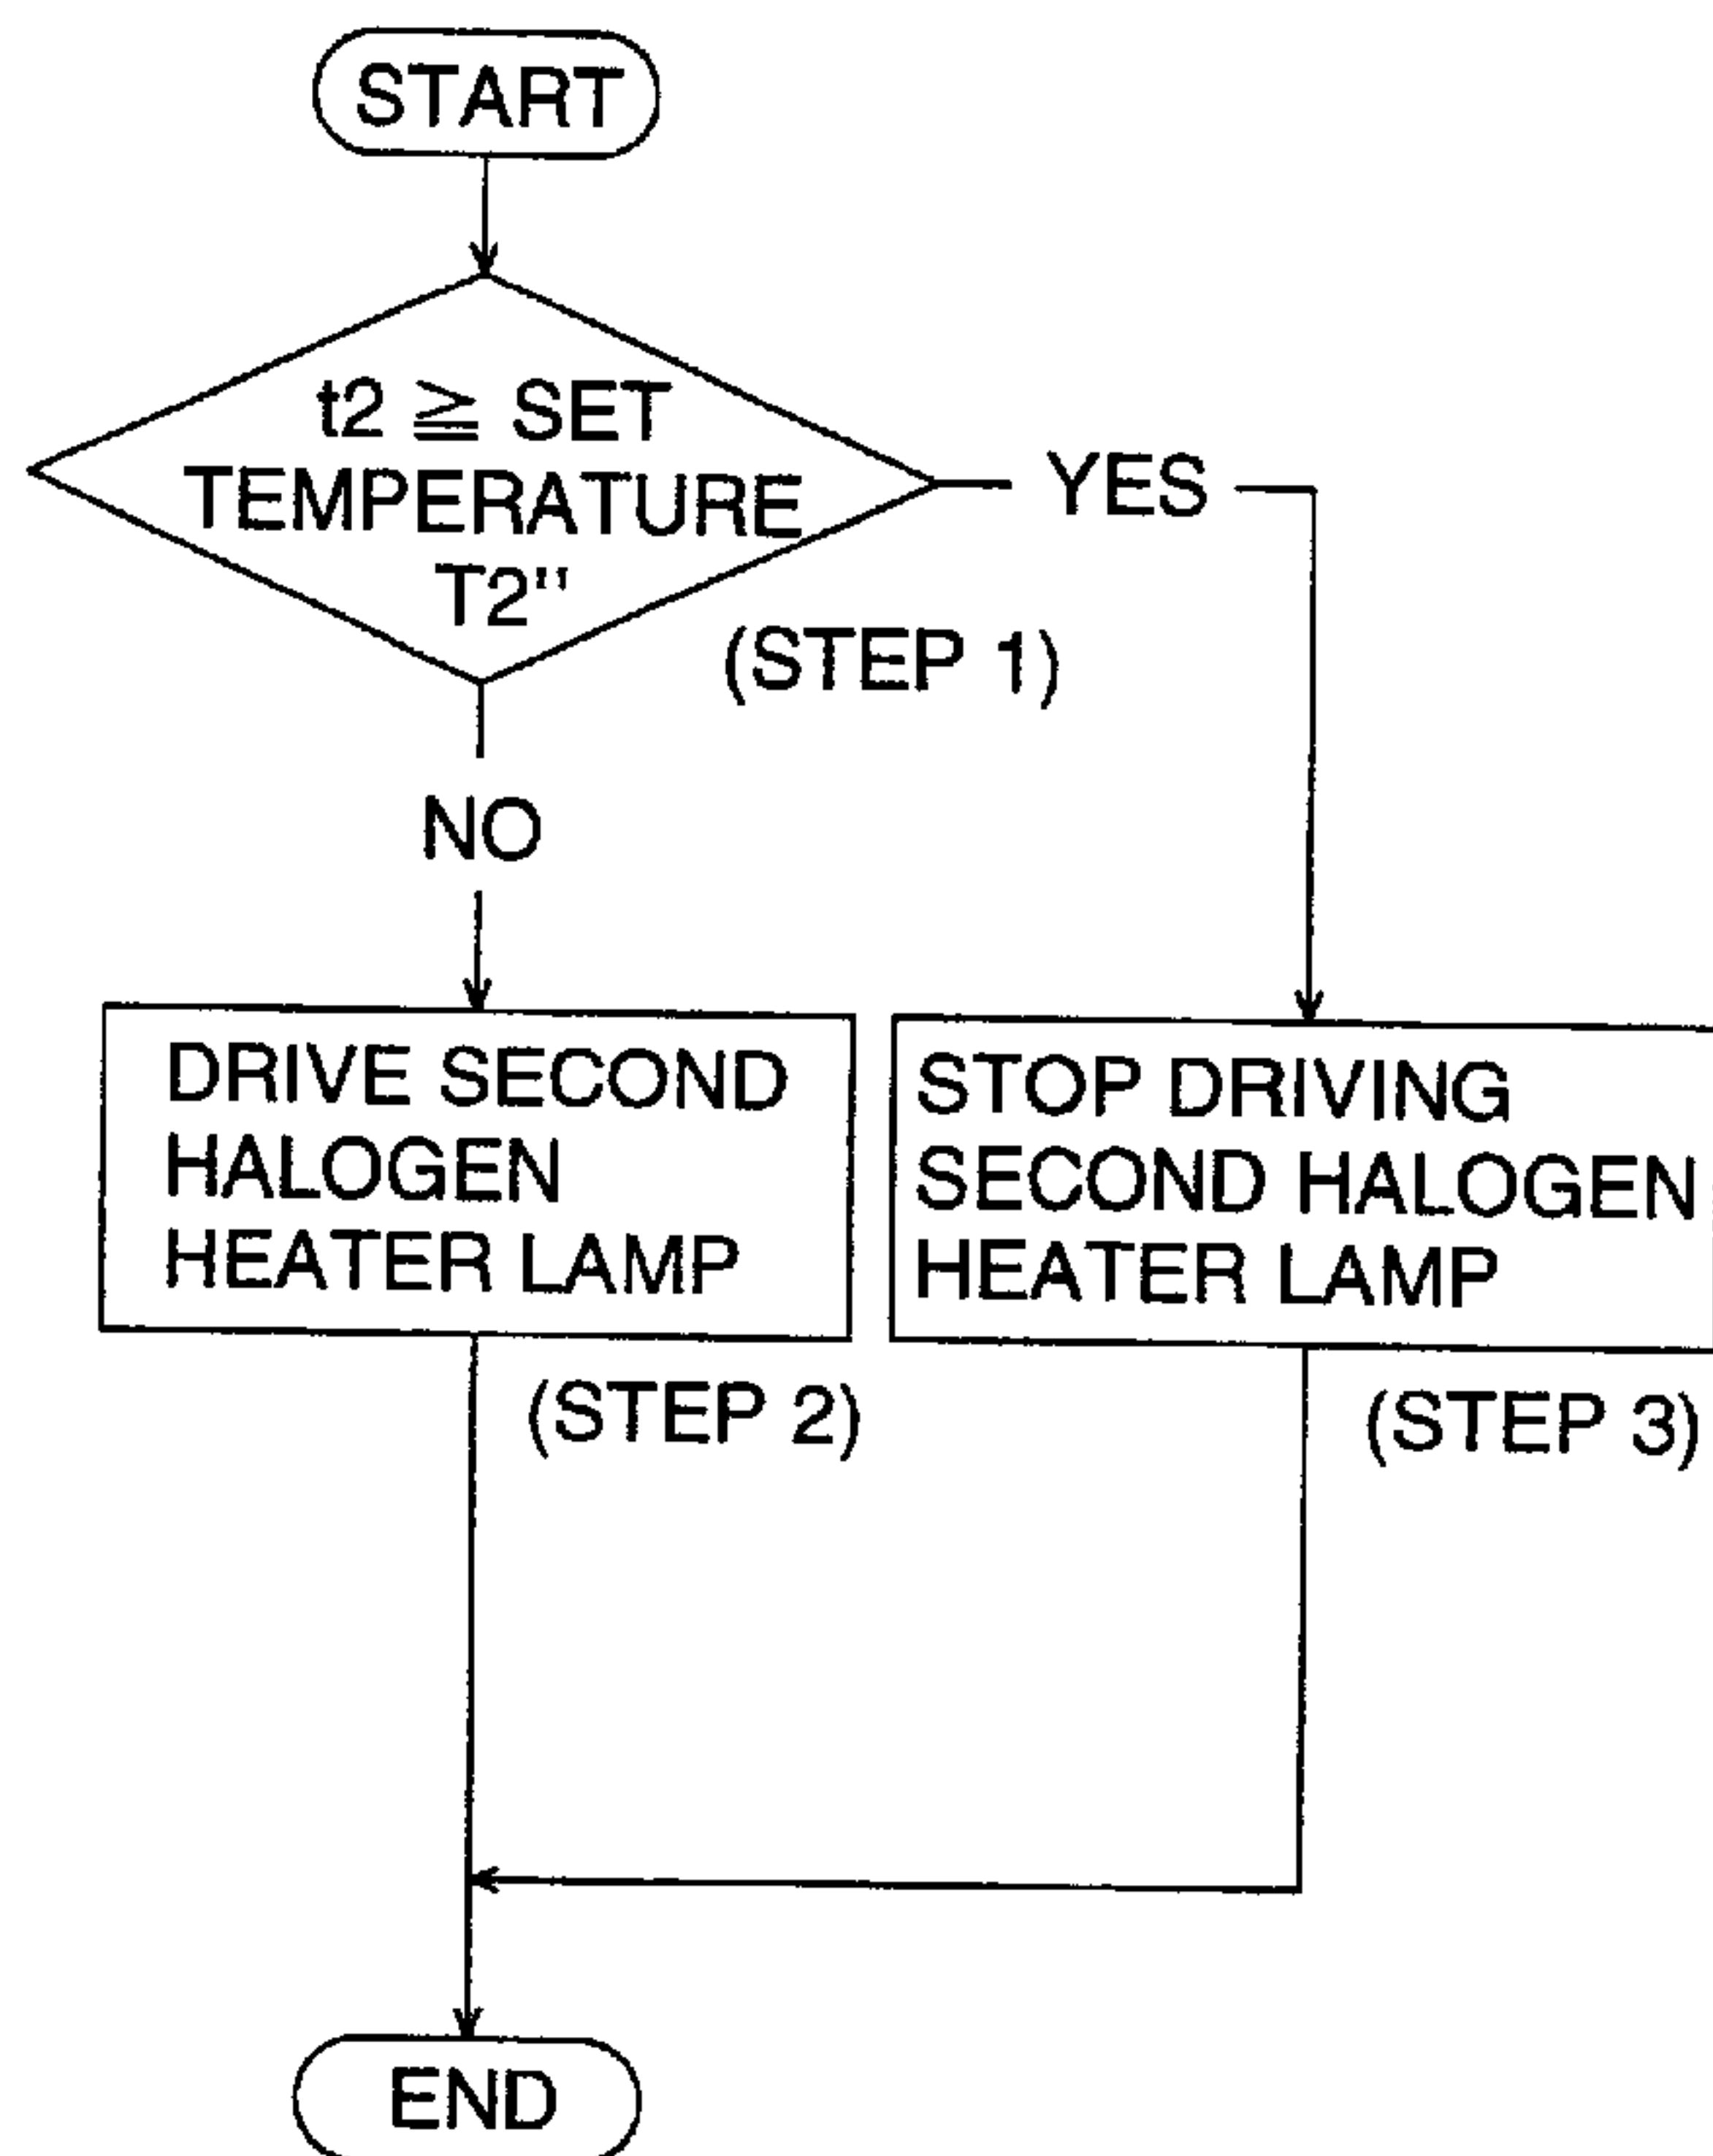 START
t2 ≧ SET
TEMPERATURE
T2"
YES
(STEP 1)
NO
DRIVE SECOND
HALOGEN
HEATER LAMP
(STEP 2)
STOP DRIVING
SECOND HALOGEN
HEATER LAMP
(STEP 3)
END